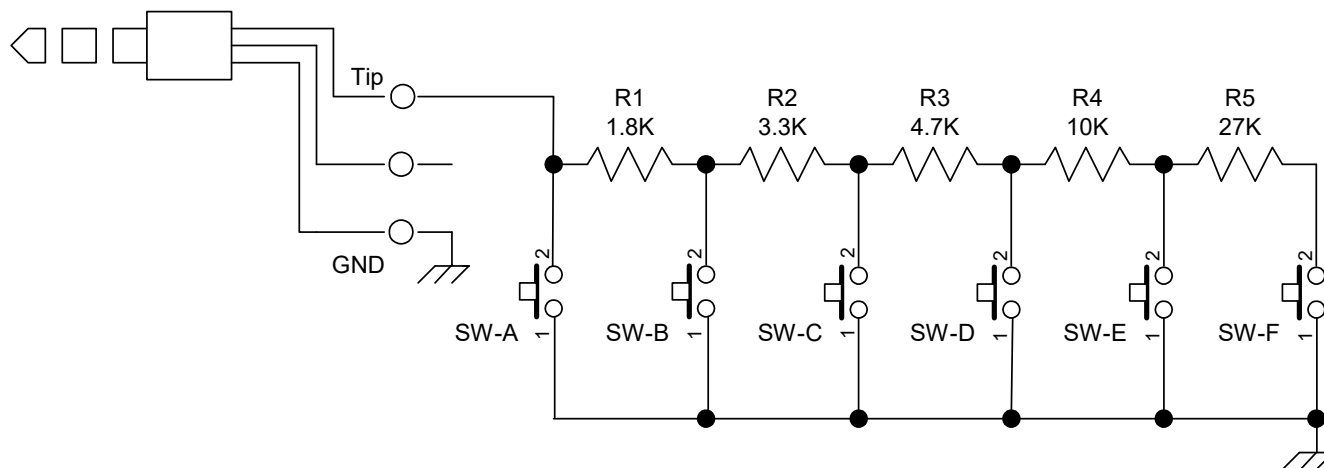 Tip
R1 R2 R3 R4 R5
1.8K 3.3K 4.7K 10K 27K
2 2 2 2 2 2
GND
SW-A SW-B SW-C SW-D SW-E SW-F
1 1 1 1 1 1